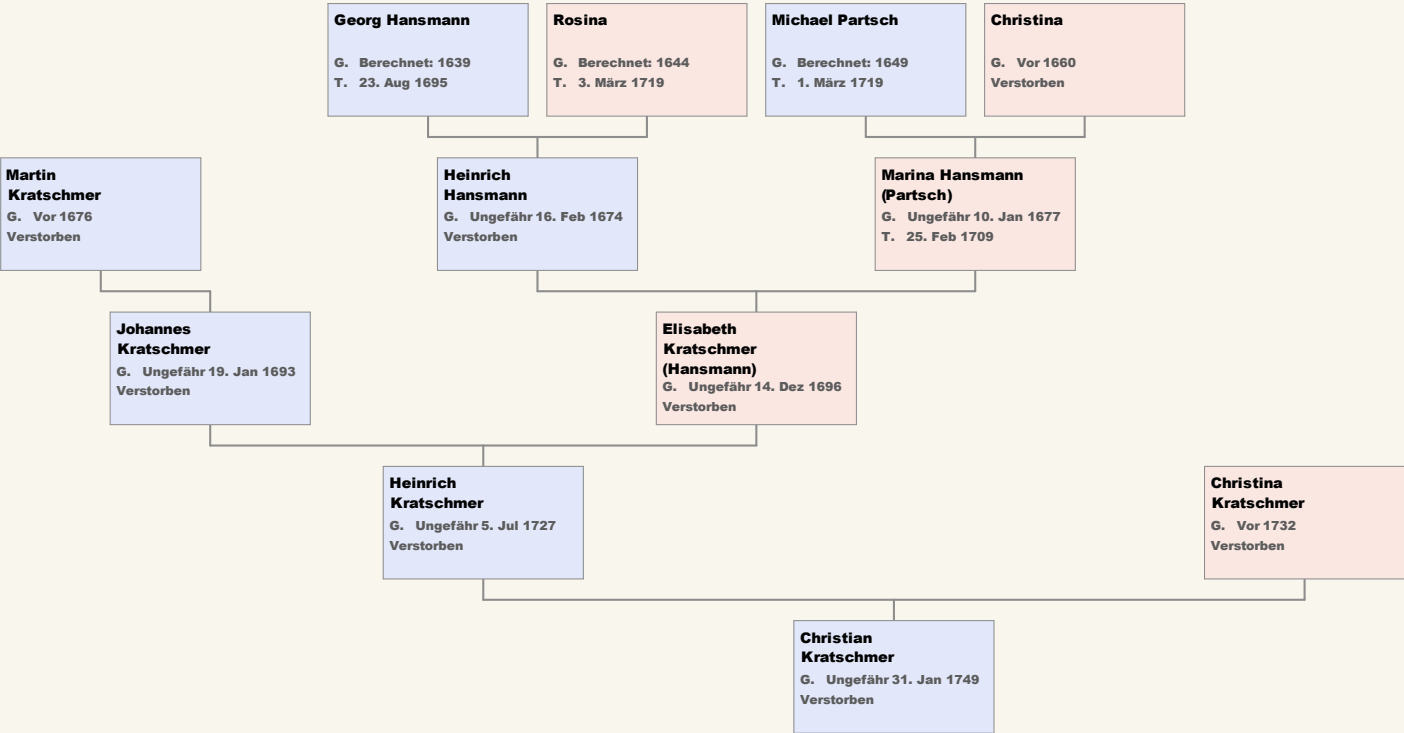 Georg Hansmann
G. Berechnet: 1639
T. 23. Aug 1695
Rosina
G. Berechnet: 1644
T. 3. März 1719
Michael Partsch
G. Berechnet: 1649
T. 1. März 1719
Christina
G. Vor 1660
Verstorben
Martin
Kratschmer
G. Vor 1676
Verstorben
Heinrich
Hansmann
G. Ungefähr 16. Feb 1674
Verstorben
Marina Hansmann
(Partsch)
G. Ungefähr 10. Jan 1677
T. 25. Feb 1709
Johannes
Kratschmer
G. Ungefähr 19. Jan 1693
Verstorben
Elisabeth
Kratschmer
(Hansmann)
G. Ungefähr 14. Dez 1696
Verstorben
Heinrich
Kratschmer
G. Ungefähr 5. Jul 1727
Verstorben
Christina
Kratschmer
G. Vor 1732
Verstorben
Christian
Kratschmer
G. Ungefähr 31. Jan 1749
Verstorben